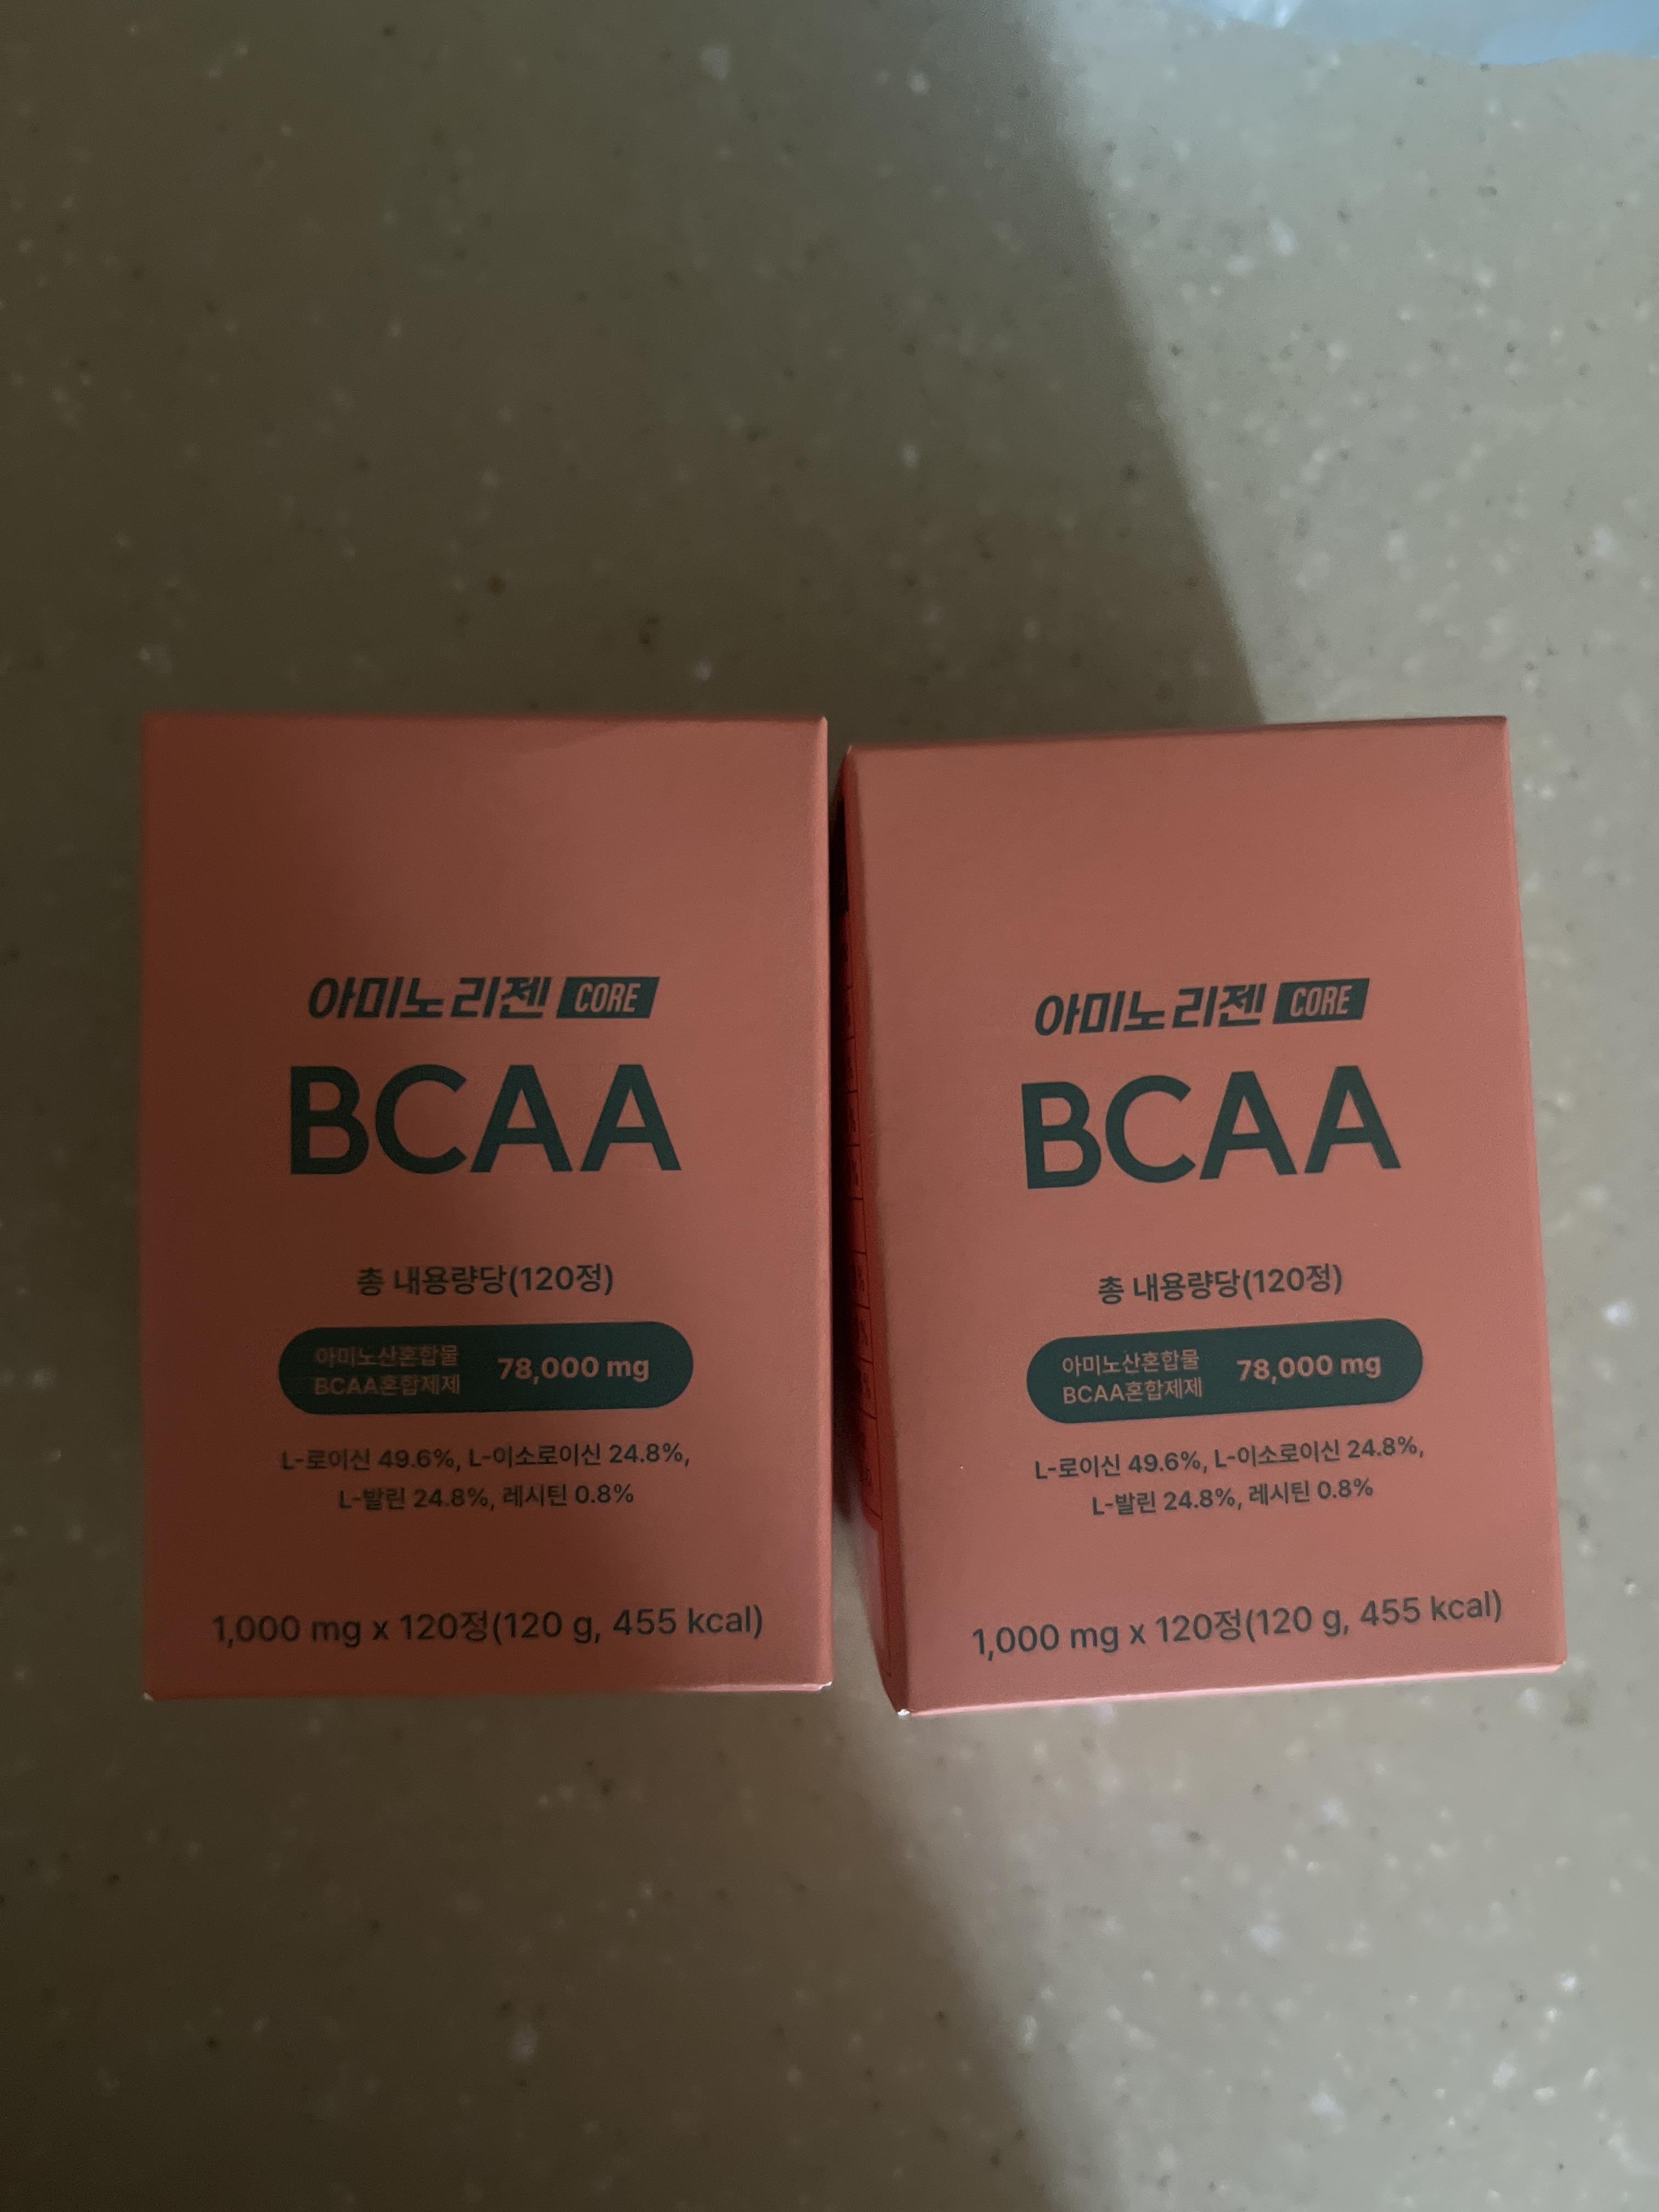 아미노리젠 CORE
BCAA
총 내용량당(120정)
아미노산혼합물
BCAA혼합제제
78,000 mg
L-로이신 49.6%, L-이소로이신 24.8%,
L-발린 24.8%, 레시틴 0.8%
1,000 mg x 120정(120 g, 455 kcal)
아미노리젠 CORE
BCAA
총 내용량당(120정)
아미노산혼합물
BCAA혼합제제
78,000 mg
L-로이신 49.6%, L-이소로이신 24.8%,
L-발린 24.8%, 레시틴 0.8%
1,000 mg x 120정(120 g, 455 kcal)